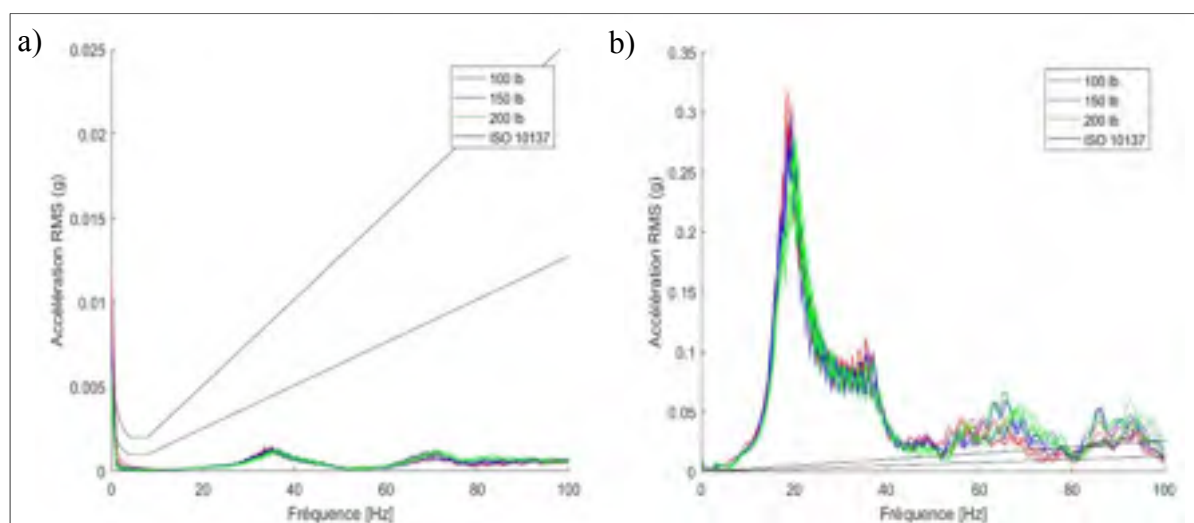 a)
0.025
0.02
0.015
0.01
0.005
0
Accélération RMS (g)
100 lb
150 lb
200 lb
ISO 10137
0 20 40 60 80 100
Fréquence [Hz]
b)
0.35
0.3
0.25
0.2
0.15
0.1
0.05
0
Accélération RMS (g)
100 lb
150 lb
200 lb
ISO 10137
0 20 40 60 80 100
Fréquence [Hz]